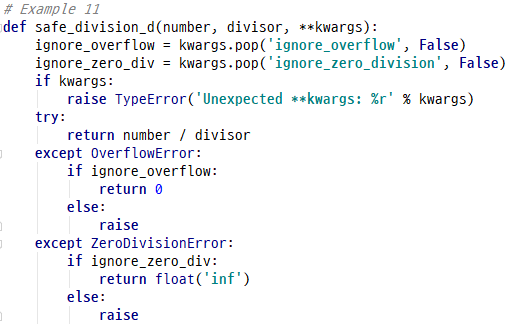 # Example 11
def safe_division_d(number, divisor, **kwargs):
    ignore_overflow = kwargs.pop('ignore_overflow', False)
    ignore_zero_div = kwargs.pop('ignore_zero_division', False)
    if kwargs:
        raise TypeError('Unexpected **kwargs: %r' % kwargs)
    try:
        return number / divisor
    except OverflowError:
        if ignore_overflow:
            return 0
        else:
            raise
    except ZeroDivisionError:
        if ignore_zero_div:
            return float('inf')
        else:
            raise